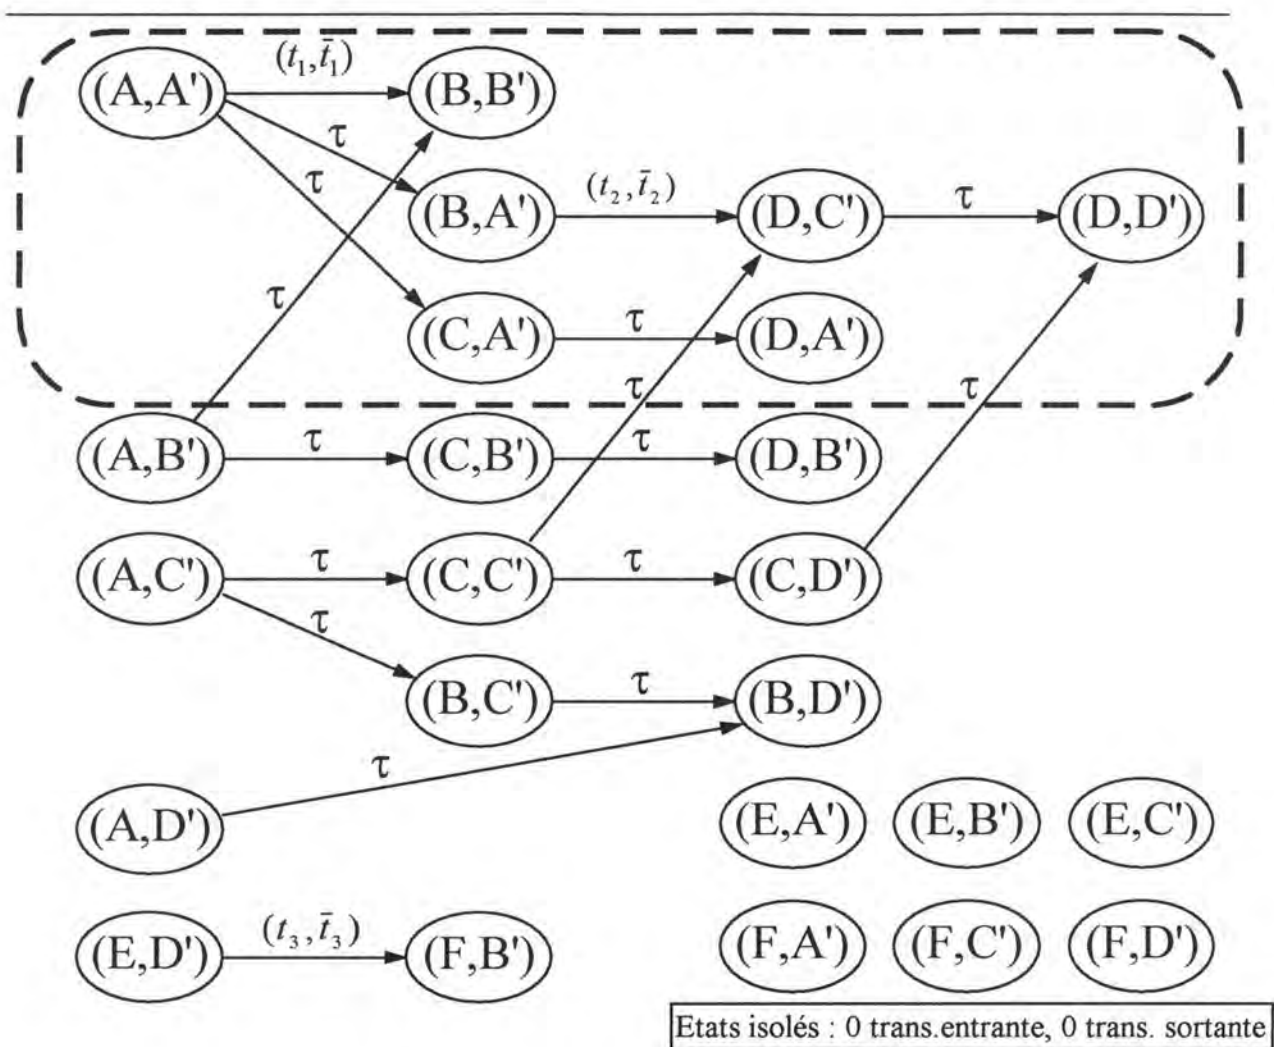 (t₁,t̄₁)
(A,A') (B,B')
τ
τ
(t₂,t̄₂) τ
(B,A') (D,C') (D,D')
τ
τ
(C,A') (D,A')
τ τ
τ τ
(A,B') (C,B') (D,B')
τ τ
(A,C') (C,C') (C,D')
τ
τ
(B,C') (B,D')
τ
(A,D') (E,A') (E,B') (E,C')
(t₃,t̄₃)
(E,D') (F,B') (F,A') (F,C') (F,D')
Etats isolés : 0 trans.entrante, 0 trans. sortante